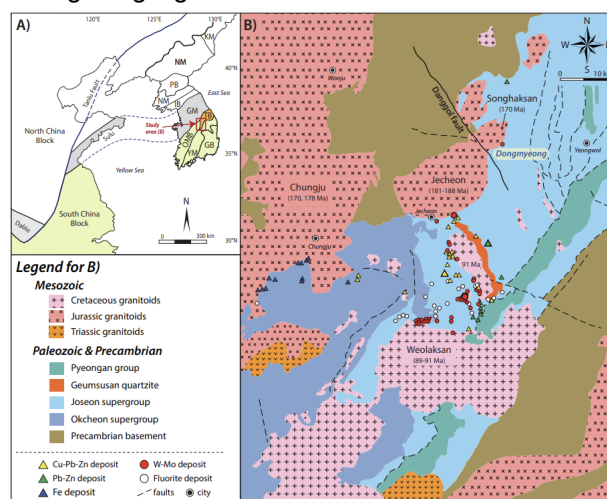 A)
120°E
125°E
130°E
KM
NM
40°N
PB
East Sea
NM
IB
GM
TB
Tanlu Fault
North China
Block
Study
area (B)
Sulu
OMB
35°N
YM
GB
Yellow Sea
South China
Block
N
Dabie
0
300 km
30°N
Legend for B)
Mesozoic
Cretaceous granitoids
Jurassic granitoids
Triassic granitoids
Paleozoic & Precambrian
Pyeongan group
Geumsusan quartzite
Joseon supergroup
Okcheon supergroup
Precambrian basement
Cu-Pb-Zn deposit
W-Mo deposit
Pb-Zn deposit
Fluorite deposit
Fe deposit
faults
city
B)
N
W
E
S
Wonju
0
10 k
Danggol Fault
Songhaksan
(170 Ma)
Yeongwol
Dongmyeong
Jecheon
(181-188 Ma)
Chungju
(170, 178 Ma)
Jecheon
Chungju
91 Ma
Weolaksan
(89-91 Ma)